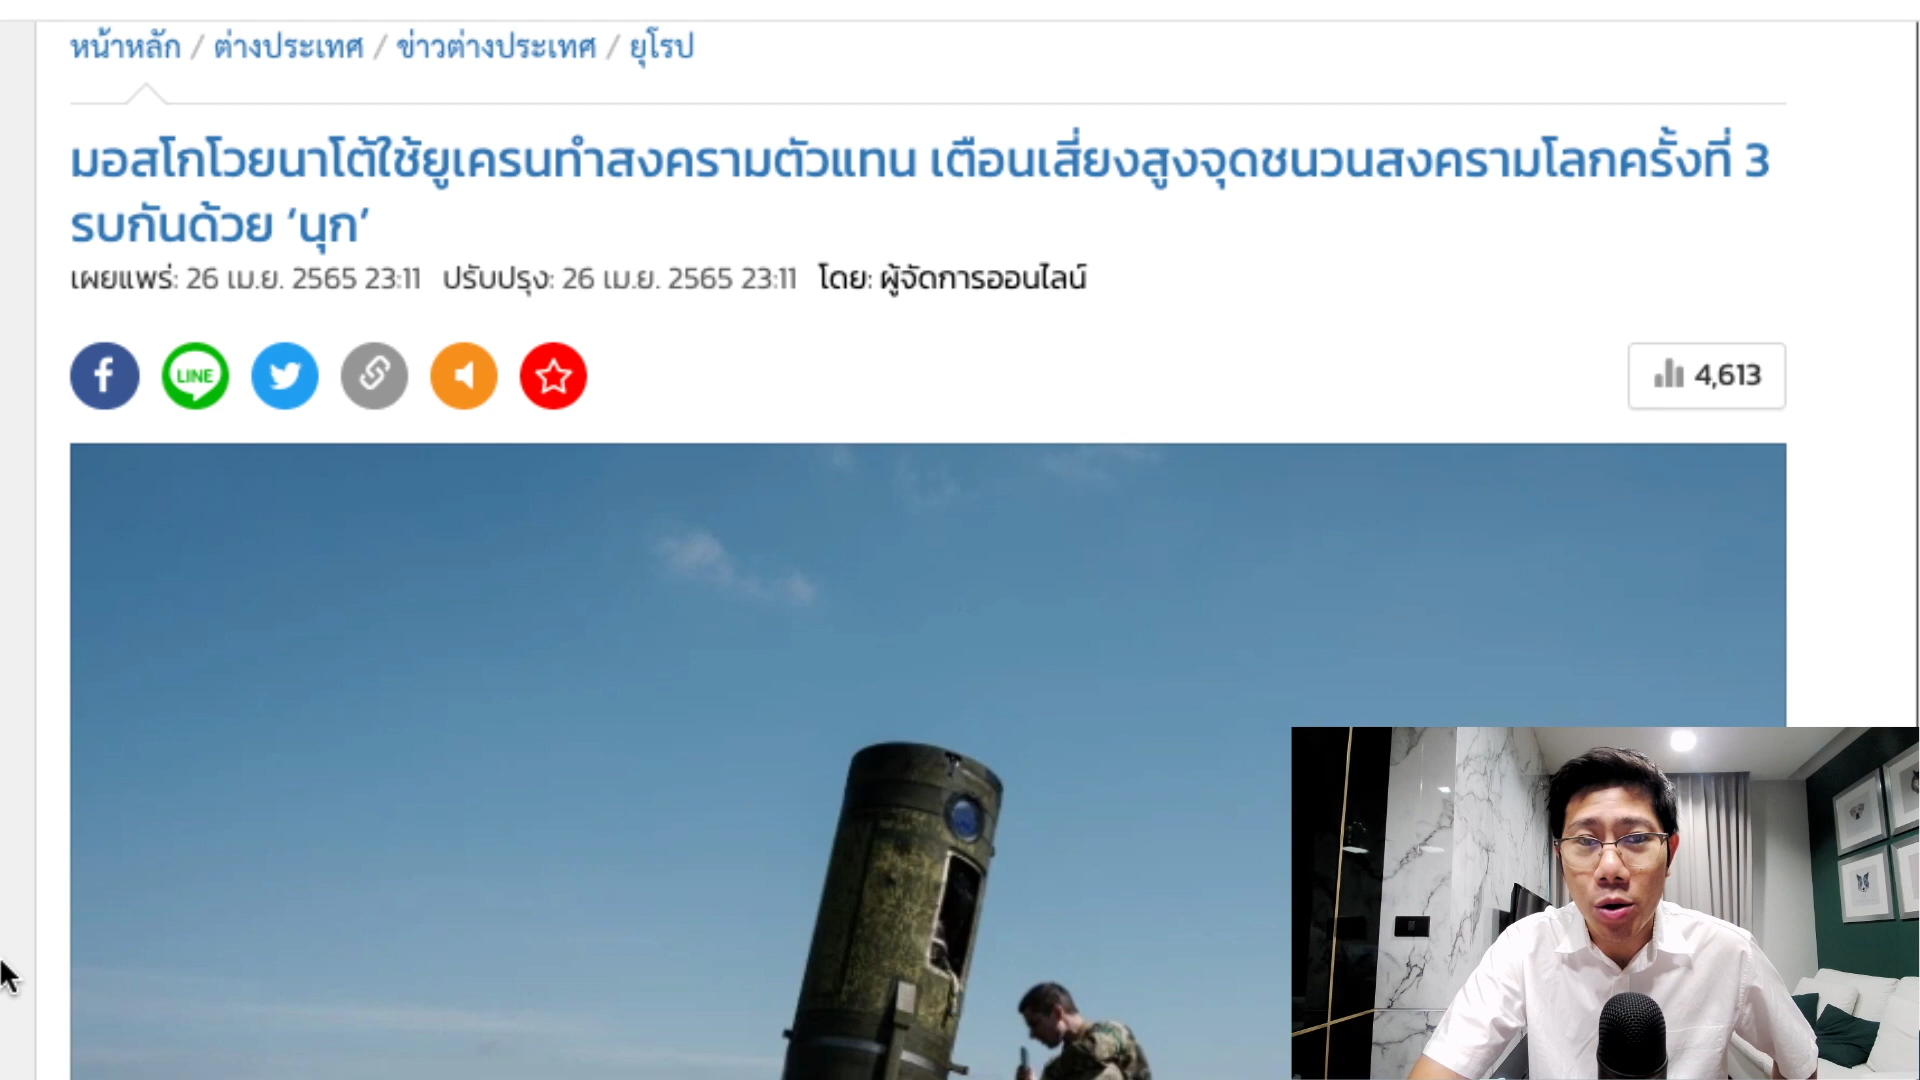 หน้าหลัก / ต่างประเทศ / ข่าวต่างประเทศ / ยุโรป
มอสโกโวยนาโต้ใช้ยูเครนทำสงครามตัวแทน เตือนเสี่ยงสูงจุดชนวนสงครามโลกครั้งที่ 3
รบกันด้วย ‘นุก’
เผยแพร่: 26 เม.ย. 2565 23:11 ปรับปรุง: 26 เม.ย. 2565 23:11 โดย: ผู้จัดการออนไลน์
LINE
4,613